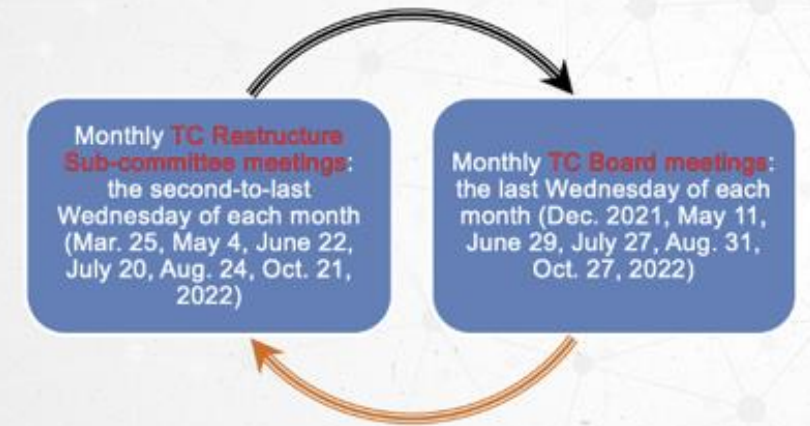 Monthly TC Restructure
Sub-committee meetings:
the second-to-last
Wednesday of each month
(Mar. 25, May 4, June 22,
July 20, Aug. 24, Oct. 21,
2022)
Monthly TC Board meetings:
the last Wednesday of each
month (Dec. 2021, May 11,
June 29, July 27, Aug. 31,
Oct. 27, 2022)